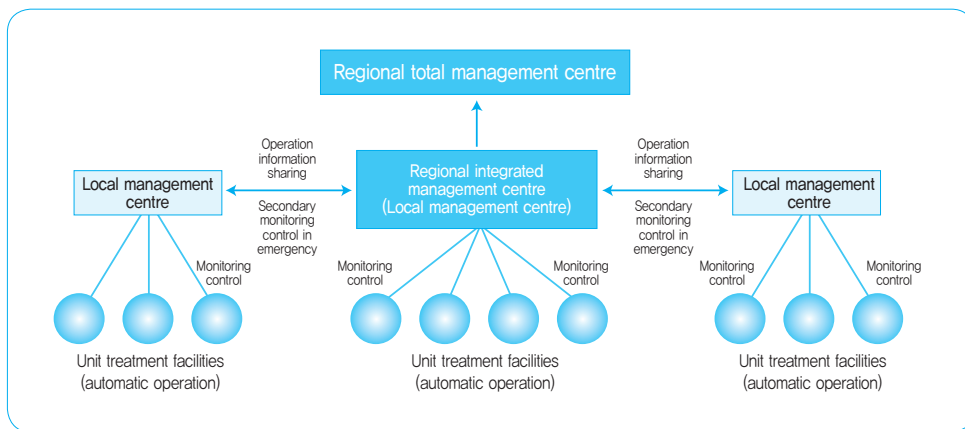 Regional total management centre
Operation
information
sharing
Operation
information
sharing
Regional integrated
management centre
(Local management centre)
Local management
centre
Local management
centre
Secondary
monitoring
control in
emergency
Secondary
monitoring
control in
emergency
Monitoring
control
Monitoring
control
Monitoring
control
Monitoring
control
Unit treatment facilities
(automatic operation)
Unit treatment facilities
(automatic operation)
Unit treatment facilities
(automatic operation)